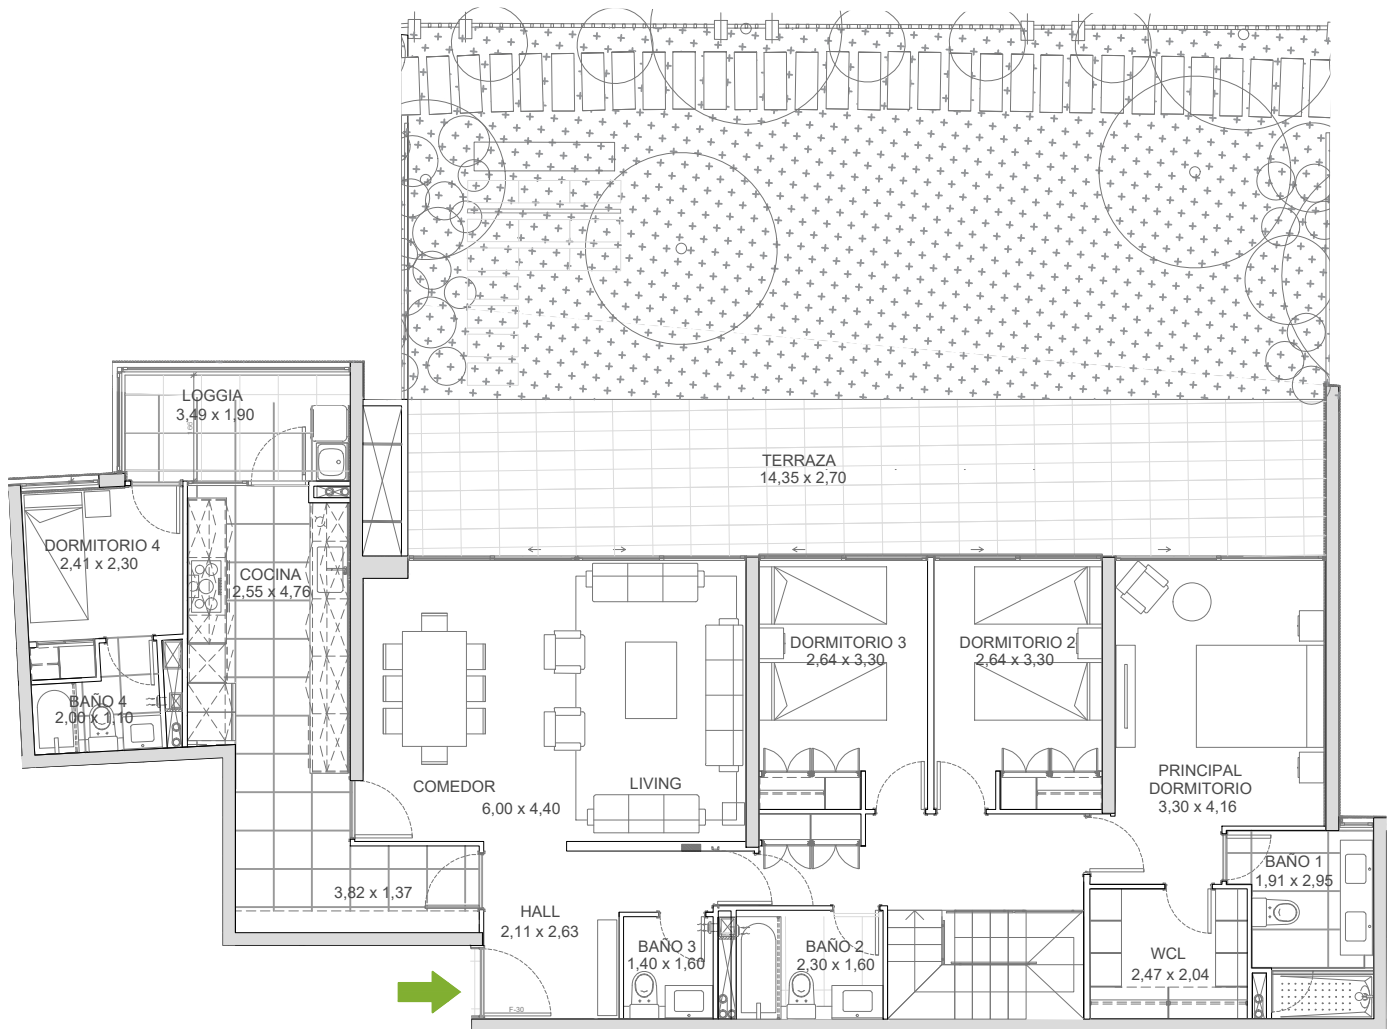 LOGGIA
3,49 x 1,90
TERRAZA
14,35 x 2,70
DORMITORIO 4
2,41 x 2,30
COCINA
2,55 x 4,76
DORMITORIO 3
2,64 x 3,30
DORMITORIO 2
2,64 x 3,30
BAÑO 4
2,00 x 1,10
COMEDOR
LIVING
6,00 x 4,40
PRINCIPAL
DORMITORIO
3,30 x 4,16
BAÑO 1
1,91 x 2,95
3,82 x 1,37
HALL
2,11 x 2,63
BAÑO 3
1,40 x 1,60
BAÑO 2
2,30 x 1,60
WCL
2,47 x 2,04
F-30